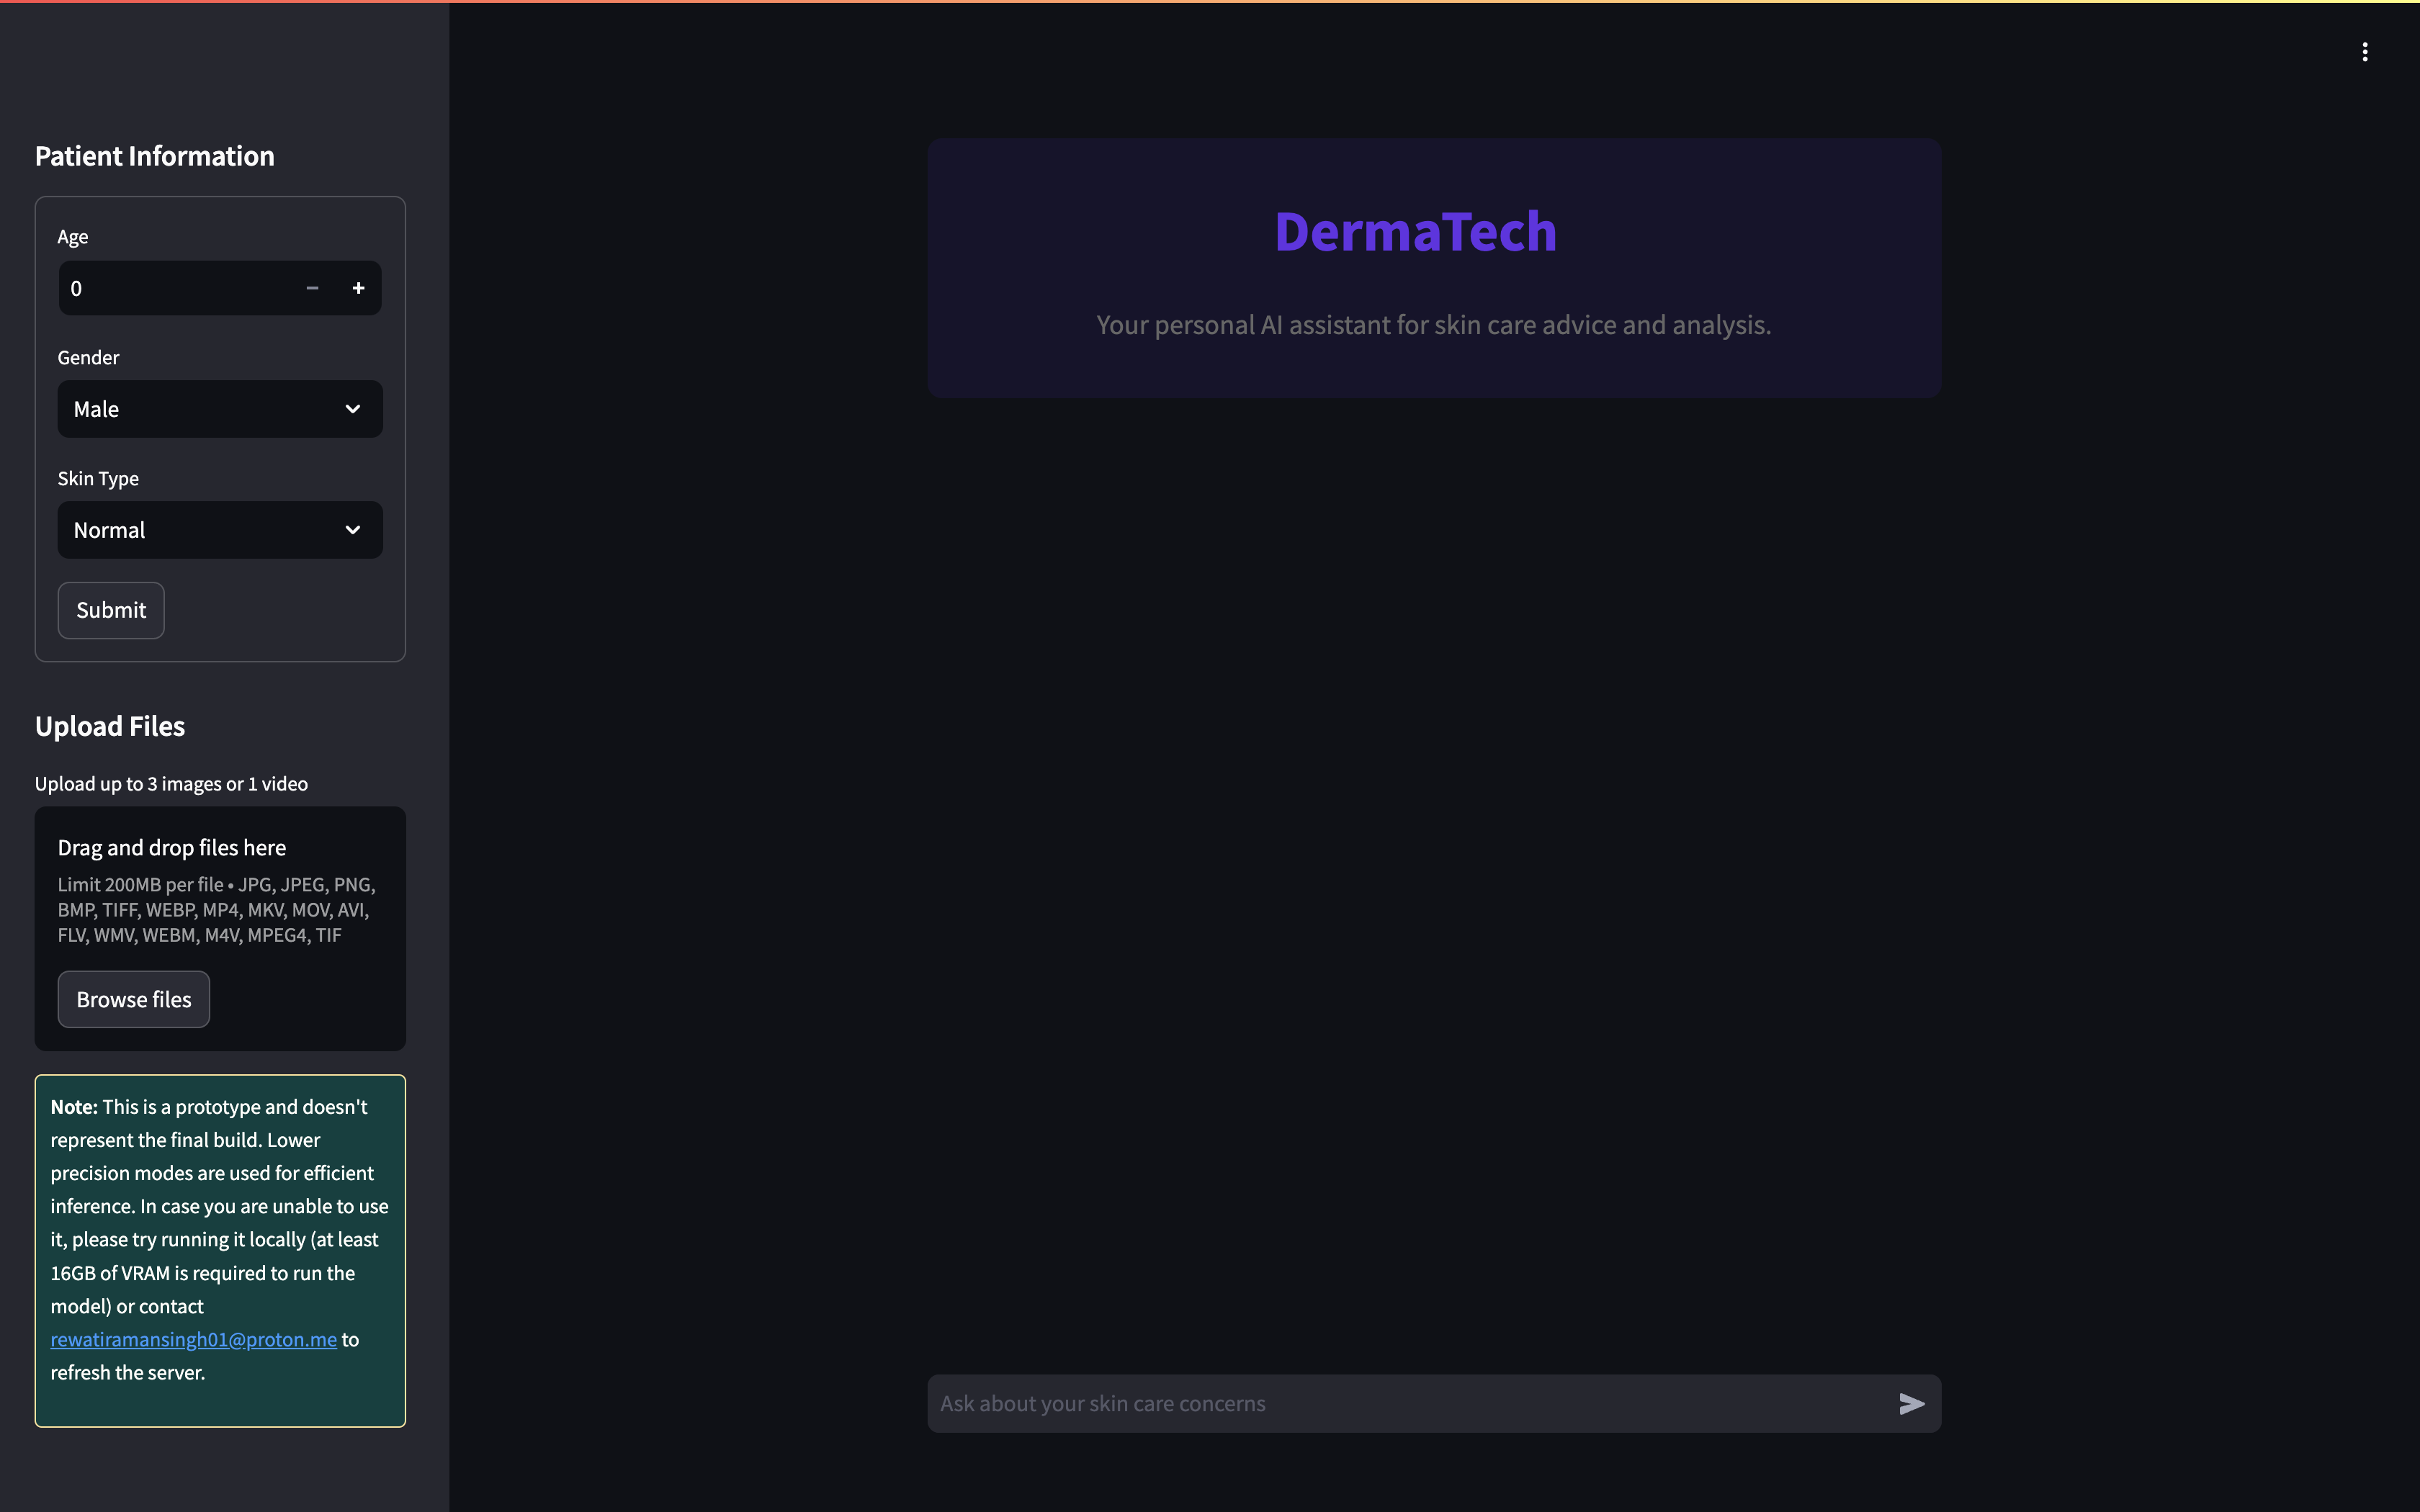 Patient Information
Age
0
Gender
Male
Skin Type
Normal
Submit
Upload Files
Upload up to 3 images or 1 video
Drag and drop files here
Limit 200MB per file • JPG, JPEG, PNG,
BMP, TIFF, WEBP, MP4, MKV, MOV, AVI,
FLV, WMV, WEBM, M4V, MPEG4, TIF
Browse files
Note: This is a prototype and doesn't
represent the final build. Lower
precision modes are used for efficient
inference. In case you are unable to use
it, please try running it locally (at least
16GB of VRAM is required to run the
model) or contact
rewatiramansingh01@proton.me to
refresh the server.
DermaTech
Your personal AI assistant for skin care advice and analysis.
Ask about your skin care concerns